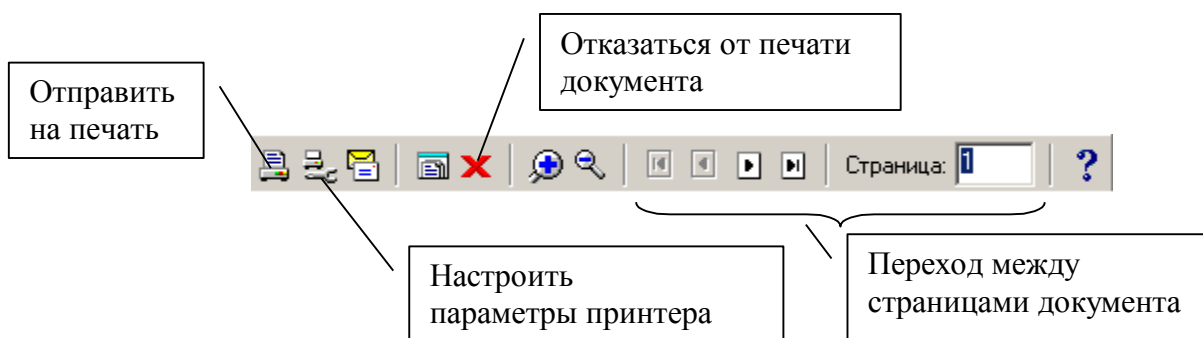 Отказаться от печати
документа
Отправить
на печать
Страница: 1
?
Настроить
параметры принтера
Переход между
страницами документа